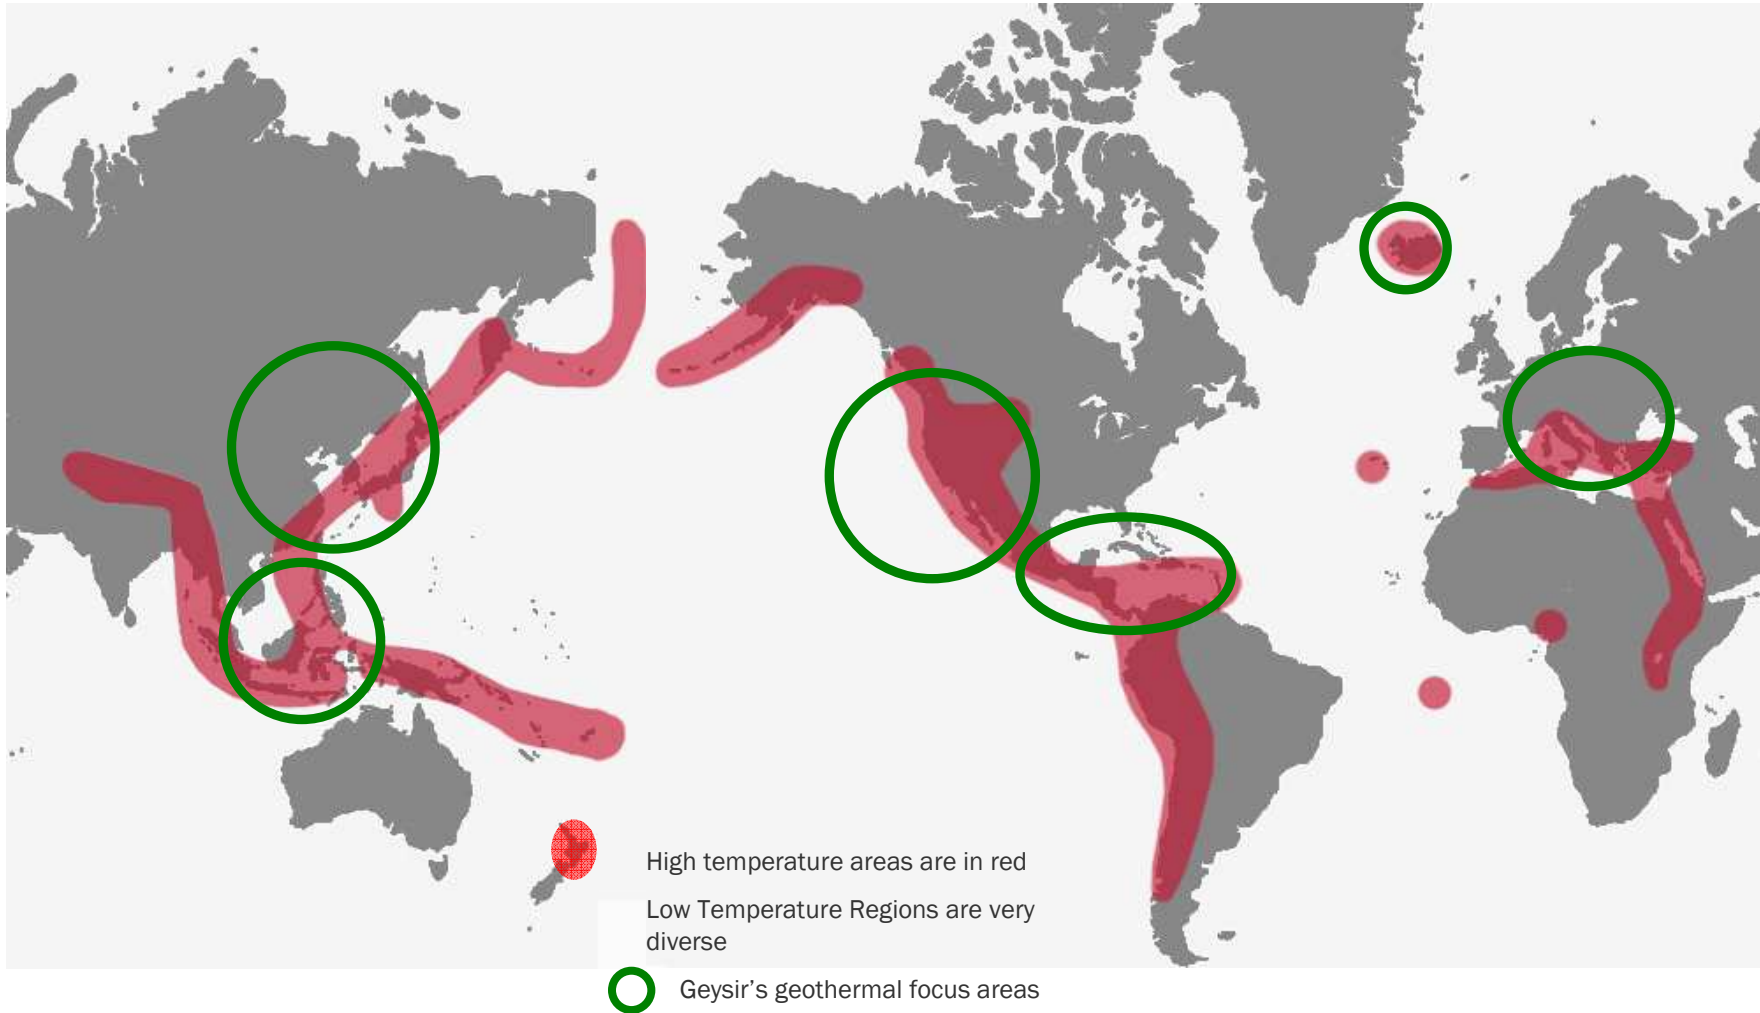 High temperature areas are in red
Low Temperature Regions are very
diverse
Geysir’s geothermal focus areas